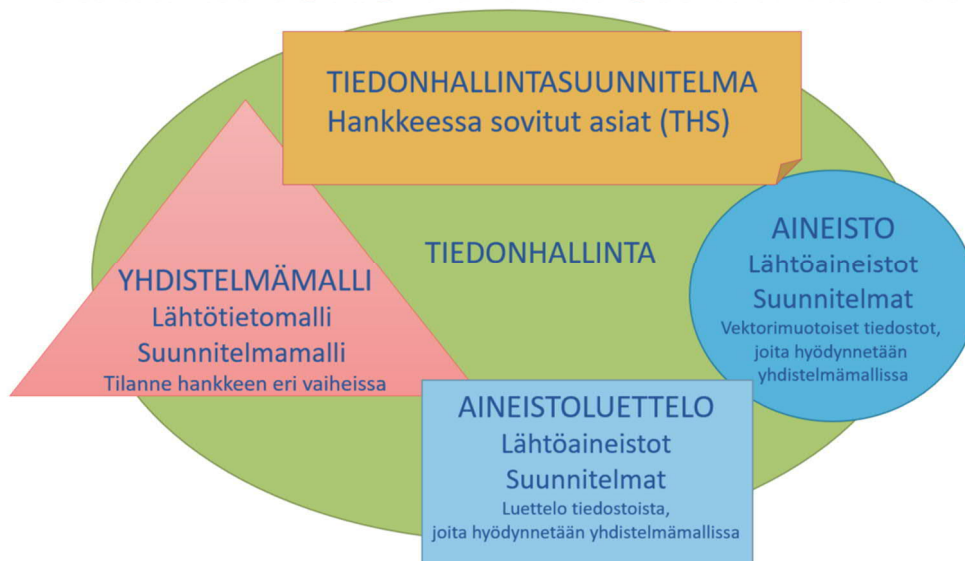 TIEDONHALLINTASUUNNITELMA
Hankkeessa sovitut asiat (THS)
TIEDONHALLINTA
YHDISTELMÄMALLI
Lähtötietomalli
Suunnitelmamalli
Tilanne hankkeen eri vaiheissa
AINEISTO
Lähtöaineistot
Suunnitelmat
Vektorimuotoiset tiedostot,
joita hyödynnetään
yhdistelmämallissa
AINEISTOLUETTELO
Lähtöaineistot
Suunnitelmat
Luettelo tiedostoista,
joita hyödynnetään yhdistelmämallissa